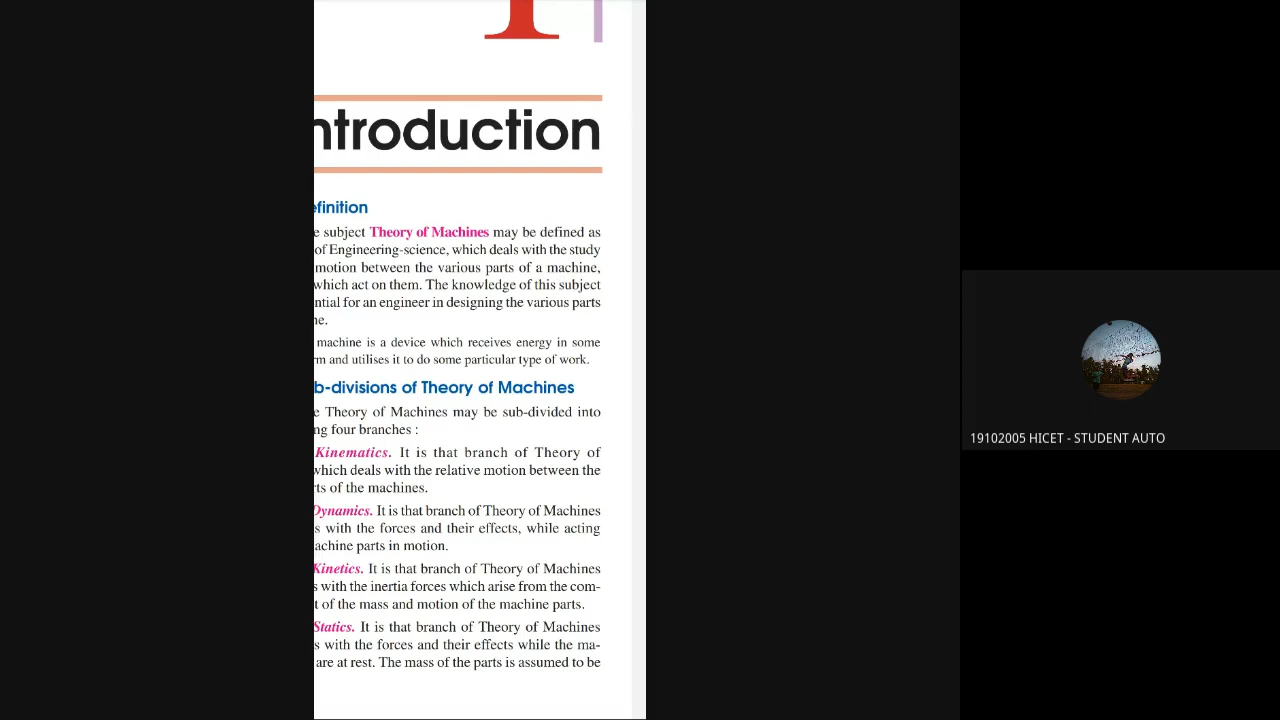 ntroduction
efinition
e subject Theory of Machines may be defined as
of Engineering-science, which deals with the study
motion between the various parts of a machine,
which act on them. The knowledge of this subject
ntial for an engineer in designing the various parts
ne.
machine is a device which receives energy in some
rm and utilises it to do some particular type of work.
b-divisions of Theory of Machines
e Theory of Machines may be sub-divided into
ng four branches :
Kinematics. It is that branch of Theory of
which deals with the relative motion between the
rts of the machines.
Dynamics. It is that branch of Theory of Machines
s with the forces and their effects, while acting
achine parts in motion.
Kinetics. It is that branch of Theory of Machines
s with the inertia forces which arise from the com-
t of the mass and motion of the machine parts.
Statics. It is that branch of Theory of Machines
s with the forces and their effects while the ma-
are at rest. The mass of the parts is assumed to be
19102005 HICET - STUDENT AUTO